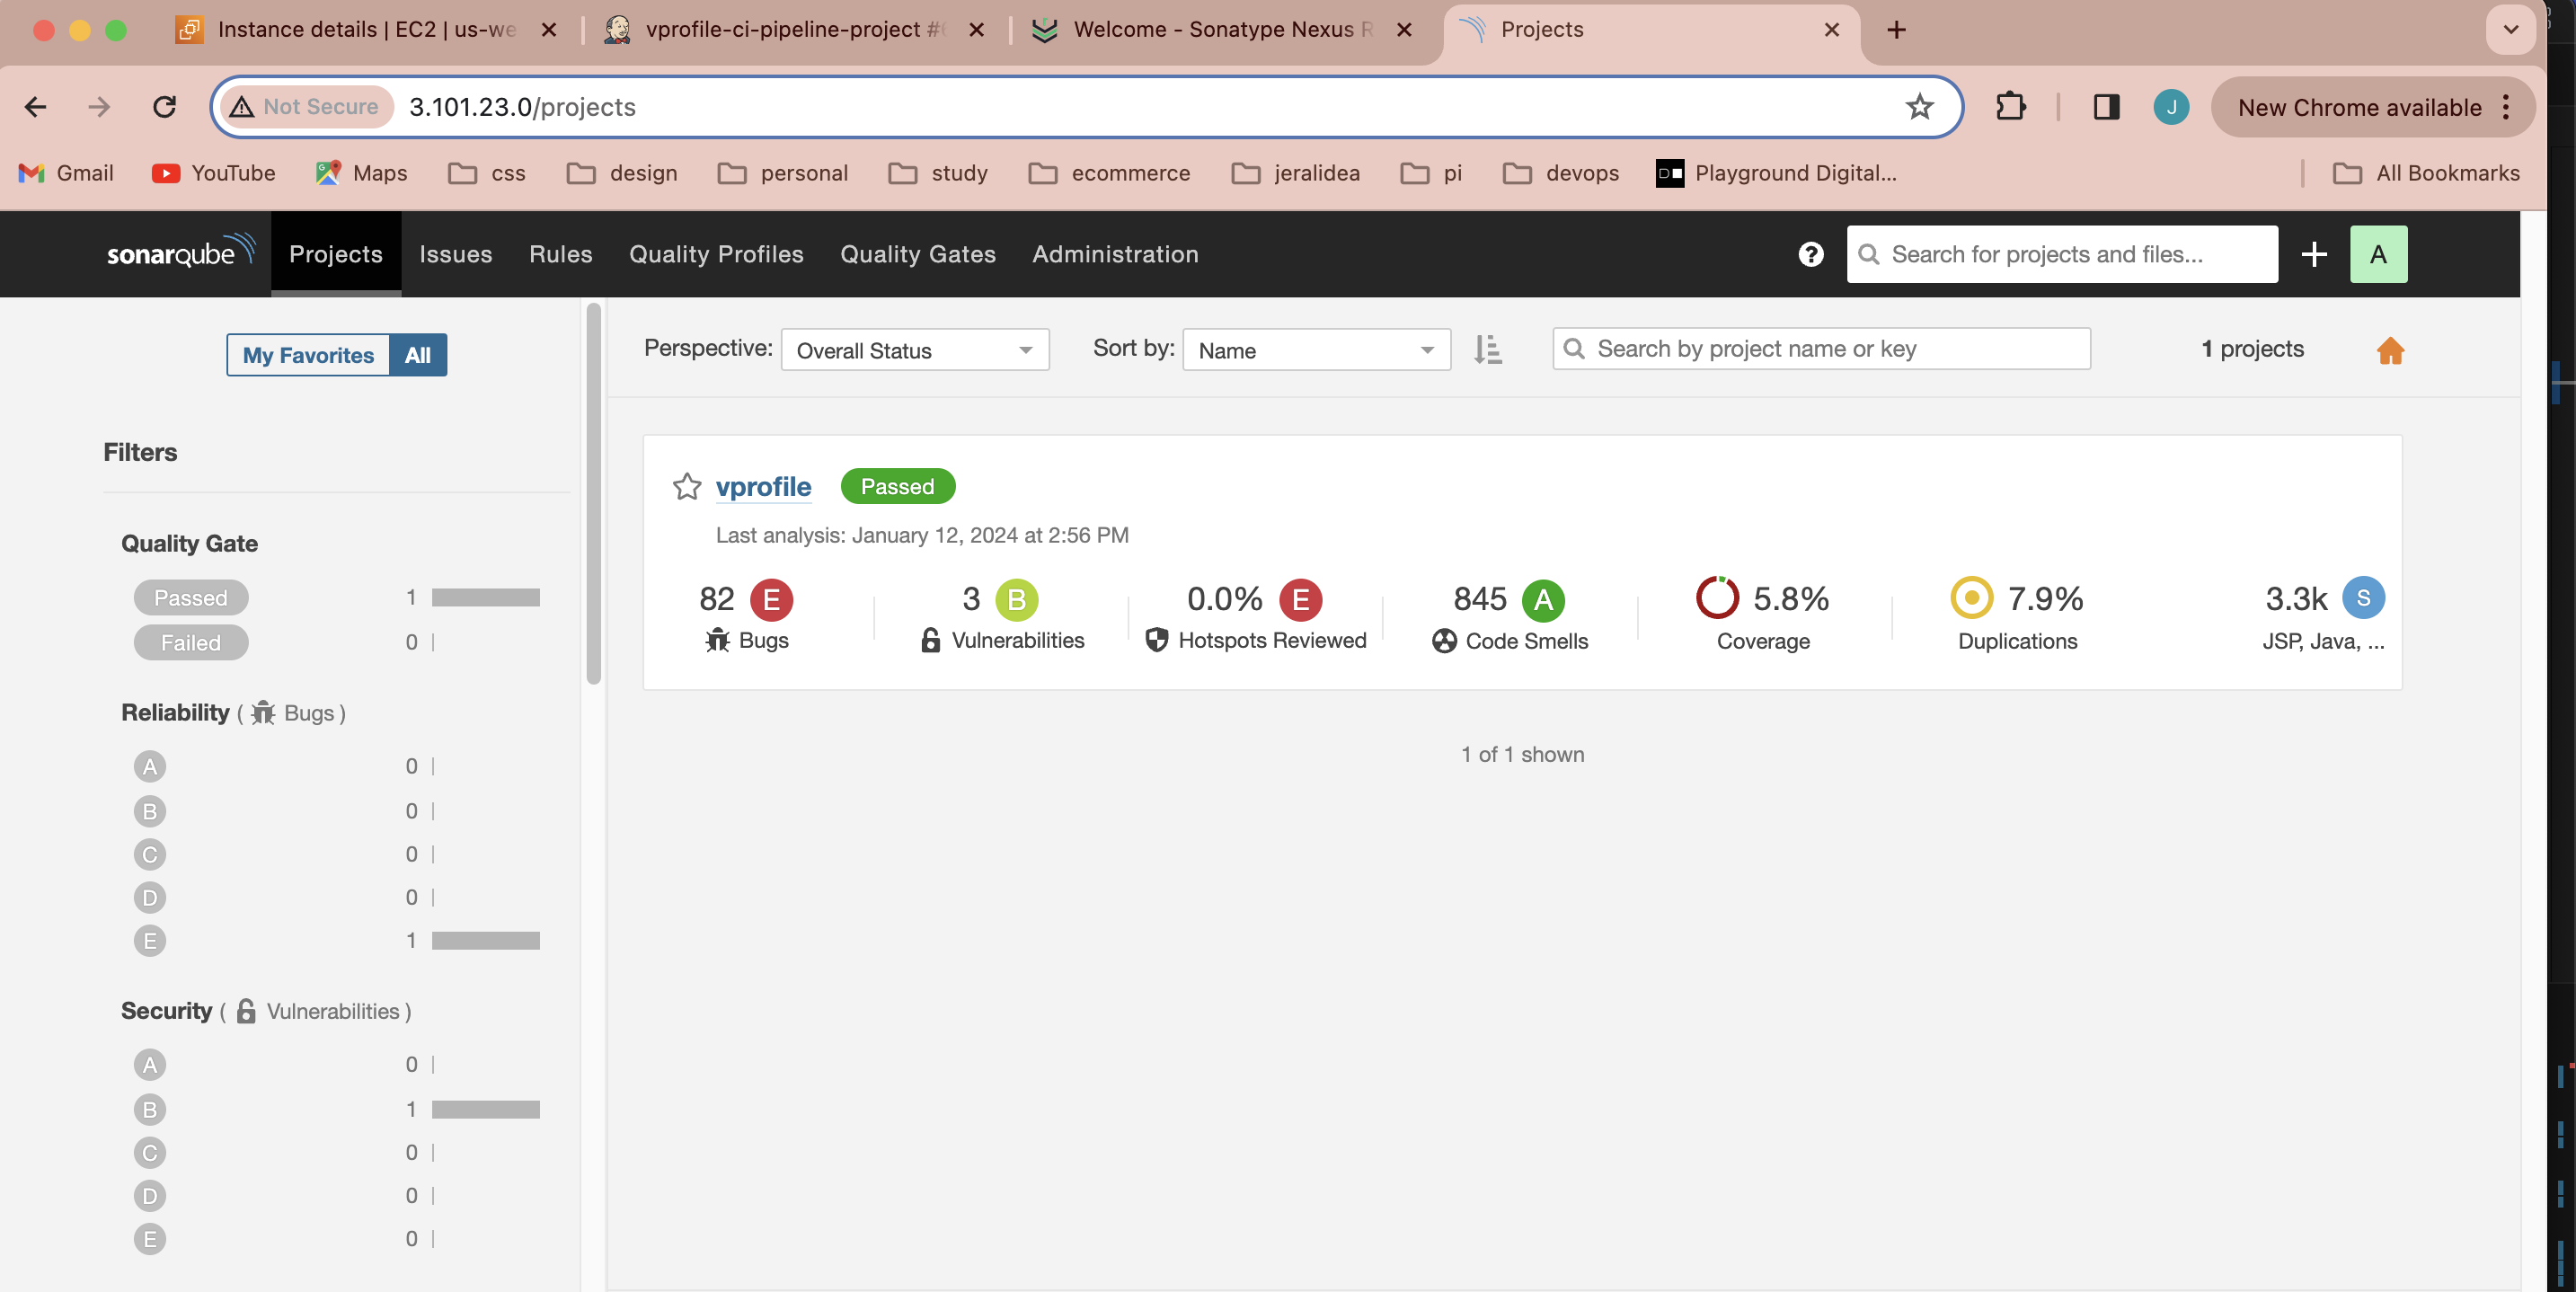 Instance details | EC2 | us-we
vprofile-ci-pipeline-project #
Welcome - Sonatype Nexus R
Projects
Not Secure 3.101.23.0/projects
J
New Chrome available
Gmail YouTube Maps css design personal study ecommerce jeralidea pi devops Playground Digital... All Bookmarks
sonarqube Projects Issues Rules Quality Profiles Quality Gates Administration ? Search for projects and files... A
My Favorites All
Perspective: Overall Status Sort by: Name Search by project name or key 1 projects
Filters
Quality Gate
Passed 1
Failed 0
Reliability ( Bugs )
A 0
B 0
C 0
D 0
E 1
Security ( Vulnerabilities )
A 0
B 1
C 0
D 0
E 0
vprofile Passed
Last analysis: January 12, 2024 at 2:56 PM
82 E 3 B 0.0% E 845 A 5.8% 7.9% 3.3k S
Bugs Vulnerabilities Hotspots Reviewed Code Smells Coverage Duplications JSP, Java, ...
1 of 1 shown